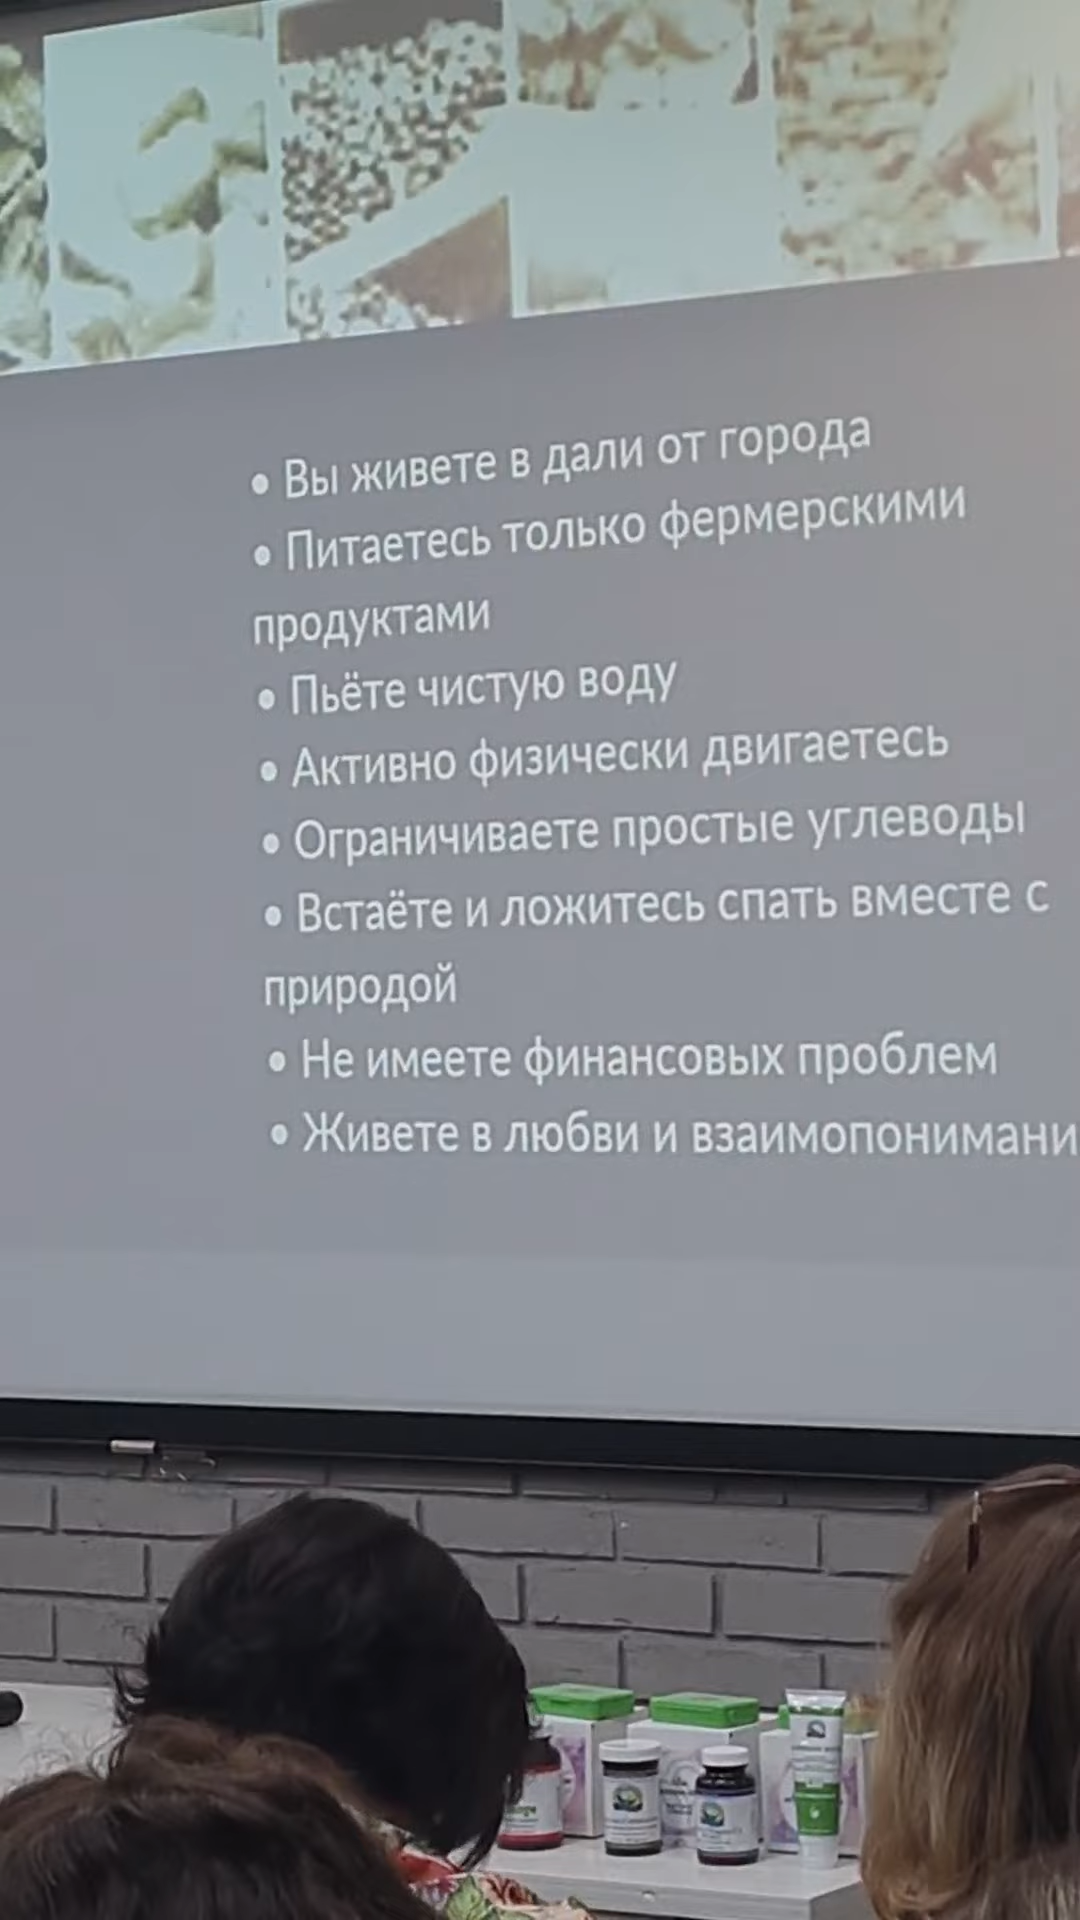 • Вы живете в дали от города
• Питаетесь только фермерскими
продуктами
• Пьёте чистую воду
• Активно физически двигаетесь
• Ограничиваете простые углеводы
• Встаёте и ложитесь спать вместе с
природой
• Не имеете финансовых проблем
• Живете в любви и взаимопонимани